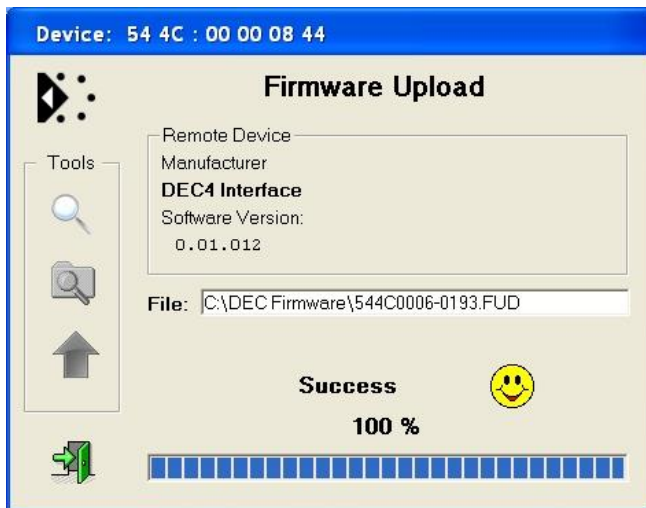 Device: 54 4C : 00 00 08 44
Firmware Upload
Tools
Remote Device
Manufacturer
DEC4 Interface
Software Version:
0.01.012
File: C:\DEC Firmware\544C0006-0193.FUD
Success
100 %